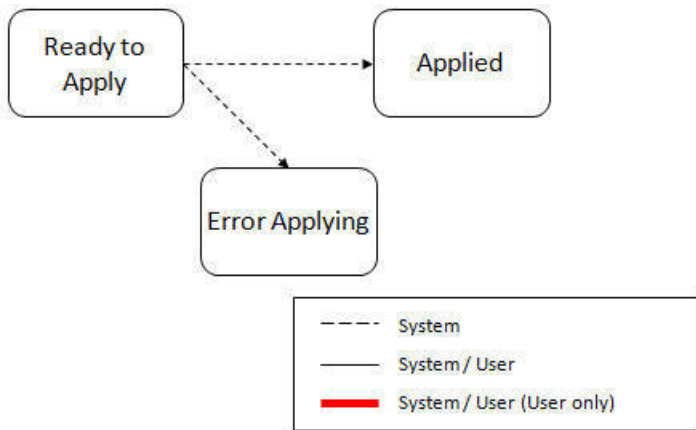 Ready to
Apply
Applied
Error Applying
System
System / User
System / User (User only)